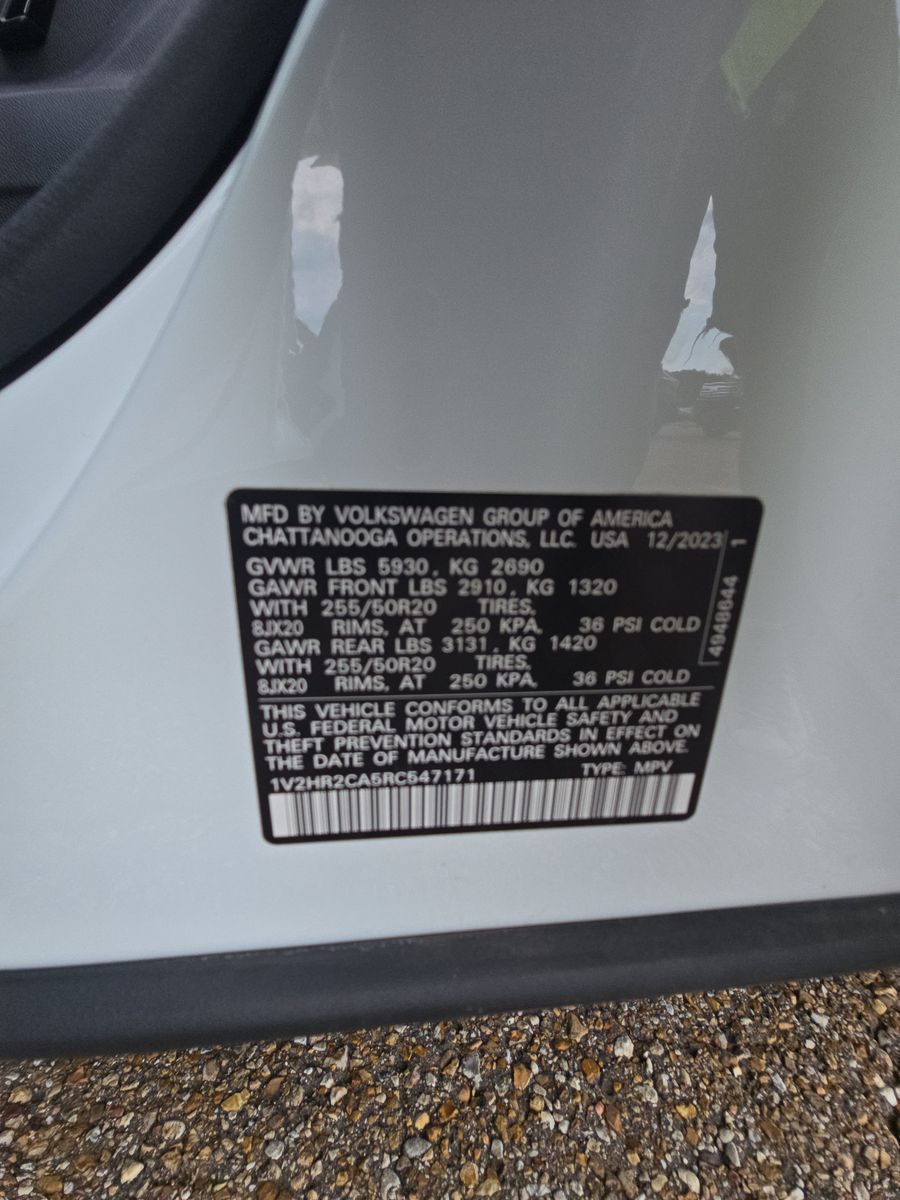 MFD BY VOLKSWAGEN GROUP OF AMERICA
CHATTANOOGA OPERATIONS, LLC. USA 12/2023 1
GVWR LBS 5930, KG 2690
GAWR FRONT LBS 2910, KG 1320
WITH 255/50R20 TIRES,
8JX20 RIMS, AT 250 KPA, 36 PSI COLD
GAWR REAR LBS 3131, KG 1420
WITH 255/50R20 TIRES,
8JX20 RIMS, AT 250 KPA, 36 PSI COLD
4948644
THIS VEHICLE CONFORMS TO ALL APPLICABLE
U.S. FEDERAL MOTOR VEHICLE SAFETY AND
THEFT PREVENTION STANDARDS IN EFFECT ON
THE DATE OF MANUFACTURE SHOWN ABOVE.
1V2HR2CA5RC547171 TYPE: MPV